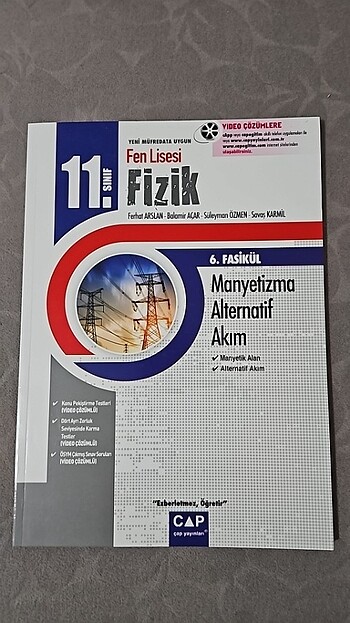 YENİ MÜFREDATA UYGUN
VİDEO ÇÖZÜMLERE
11. SINIF
Fen Lisesi
Fizik
Ferhat ARSLAN - Balamir AÇAR - Süleyman ÖZMEN - Savaş KARMİL
6. FASİKÜL
Manyetizma
Alternatif
Akım
✓ Manyetik Alan
✓ Alternatif Akım
✓ Konu Pekiştirme Testleri
(VİDEO ÇÖZÜMLÜ)
✓ Dört Ayrı Zorluk
Seviyesinde Karma
Testler
(VİDEO ÇÖZÜMLÜ)
✓ ÖSYM Çıkmış Sınav Soruları
(VİDEO ÇÖZÜMLÜ)
"Ezberletmez, Öğretir"
CAP
çap yayınları